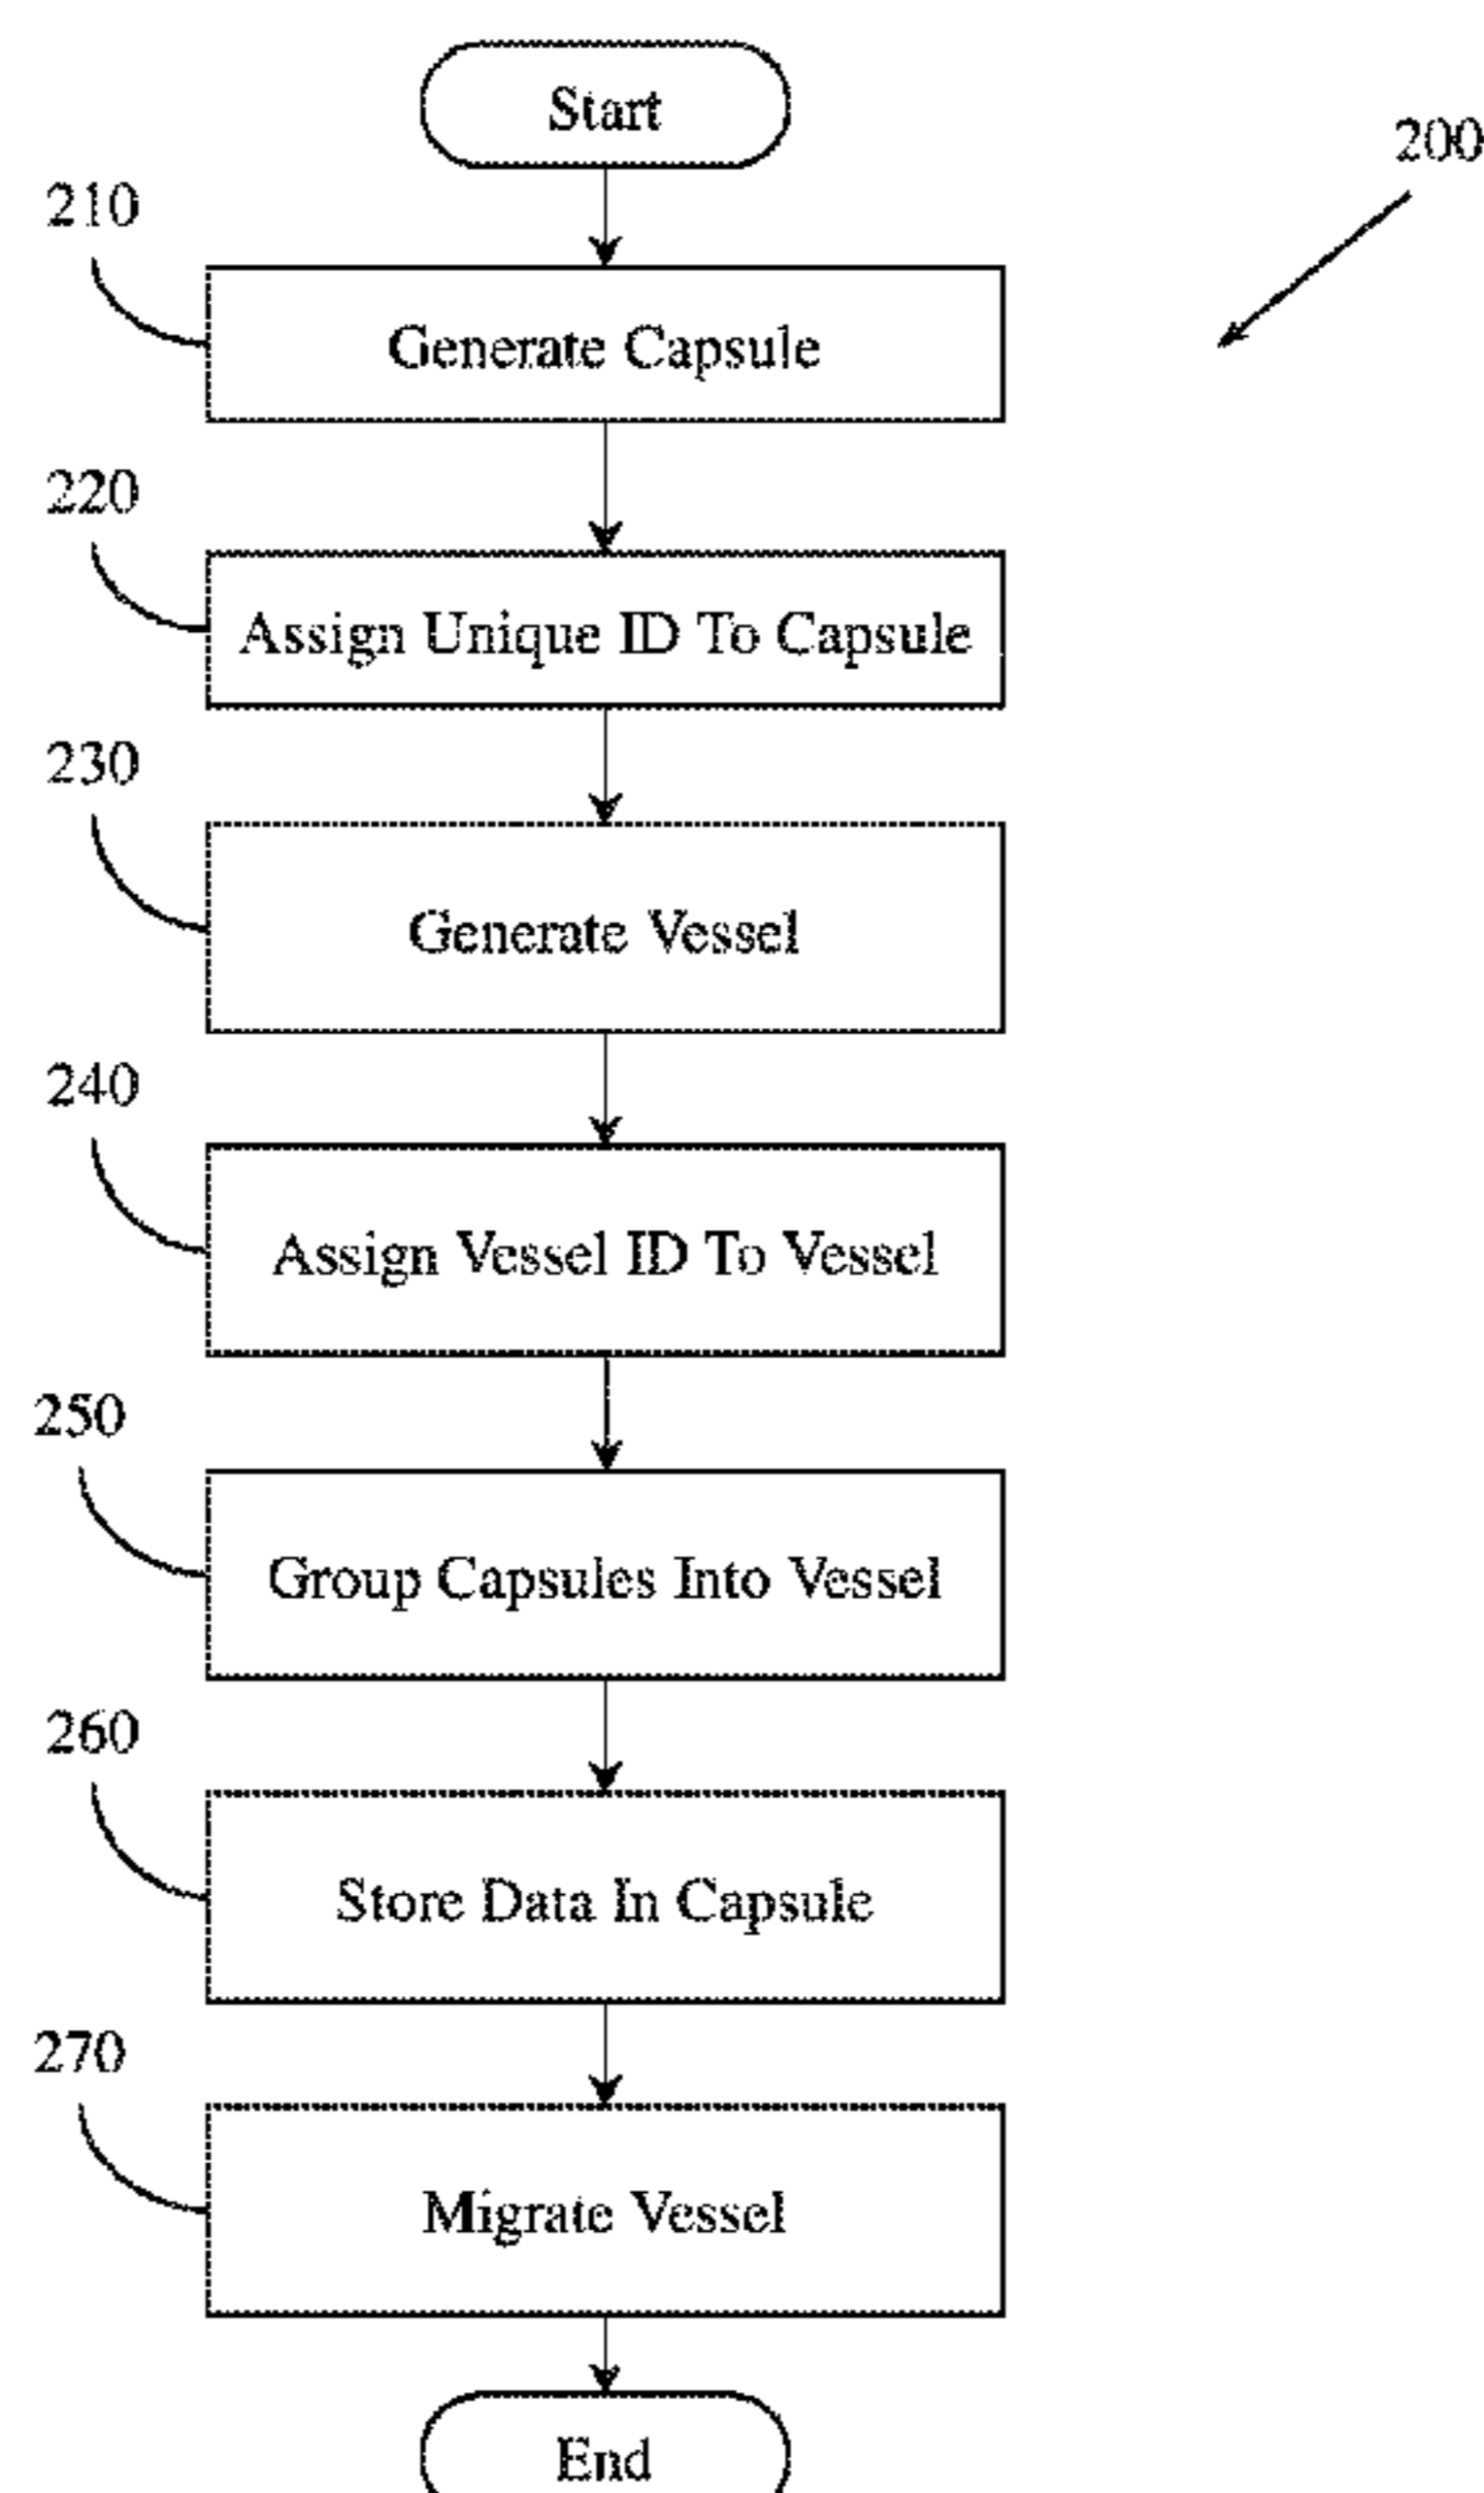 Start
200
210
Generate Capsule
220
Assign Unique ID To Capsule
230
Generate Vessel
240
Assign Vessel ID To Vessel
250
Group Capsules Into Vessel
260
Store Data In Capsule
270
Migrate Vessel
End